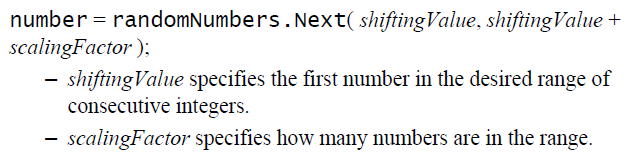 number = randomNumbers.Next( shiftingValue, shiftingValue +
scalingFactor );
– shiftingValue specifies the first number in the desired range of
consecutive integers.
– scalingFactor specifies how many numbers are in the range.